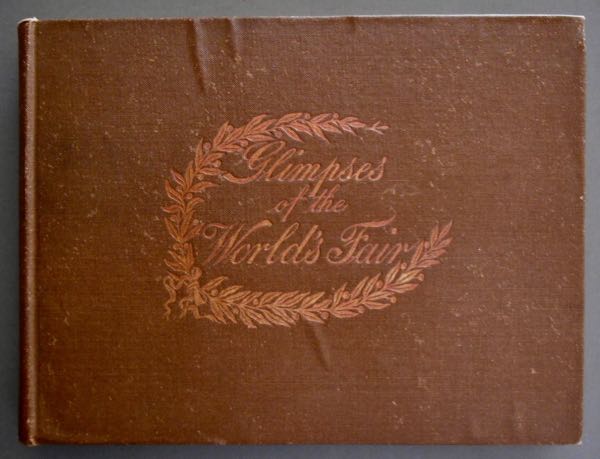 Glimpses
of the
World's Fair